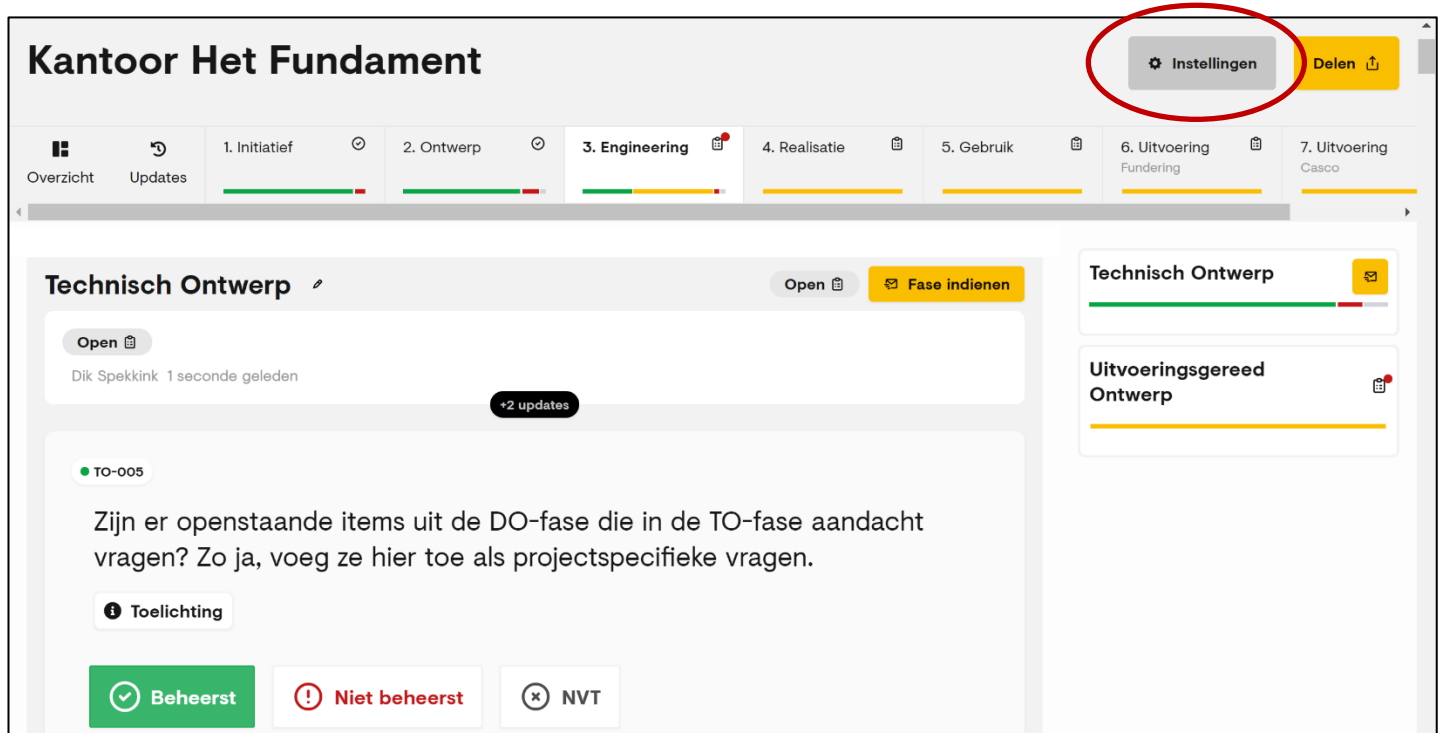 Kantoor Het Fundament
Instellingen
Delen
Overzicht
Updates
1. Initiatief
2. Ontwerp
3. Engineering
4. Realisatie
5. Gebruik
6. Uitvoering
Fundering
7. Uitvoering
Casco
Technisch Ontwerp
Open
Fase indienen
Open
Dik Spekkink 1 seconde geleden
+2 updates
TO-005
Zijn er openstaande items uit de DO-fase die in de TO-fase aandacht
vragen? Zo ja, voeg ze hier toe als projectspecifieke vragen.
Toelichting
Beheerst
Niet beheerst
NVT
Technisch Ontwerp
Uitvoeringsgereed
Ontwerp